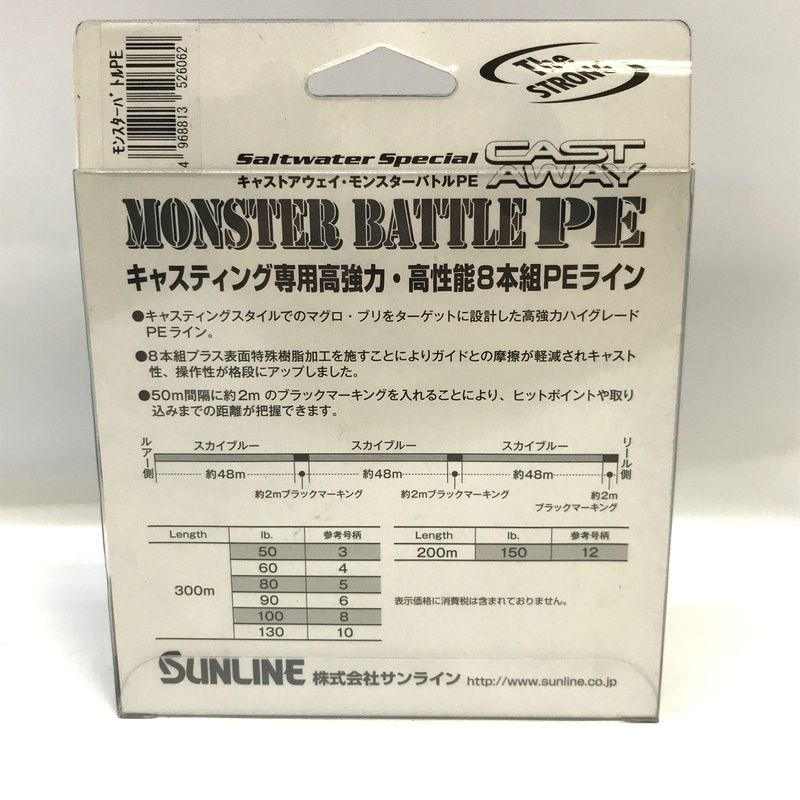 モンスターバトルPE
4 968813 526062
The
STRONG
Saltwater Special CAST AWAY
キャストアウェイ・モンスターバトルPE
MONSTER BATTLE PE
キャスティング専用高強力・高性能8本組PEライン
●キャスティングスタイルでのマグロ・ブリをターゲットに設計した高強力ハイグレード
PEライン。
●8本組プラス表面特殊樹脂加工を施すことによりガイドとの摩擦が軽減されキャスト
性、操作性が格段にアップしました。
●50m間隔に約2mのブラックマーキングを入れることにより、ヒットポイントや取り
込みまでの距離が把握できます。
ルアー側 スカイブルー スカイブルー スカイブルー リール側
約48m 約48m 約48m
約2mブラックマーキング 約2mブラックマーキング 約2m
ブラックマーキング
Length lb. 参考号柄
300m
50 3
60 4
80 5
90 6
100 8
130 10
Length lb. 参考号柄
200m 150 12
表示価格に消費税は含まれておりません。
SUNLINE 株式会社サンライン http://www.sunline.co.jp